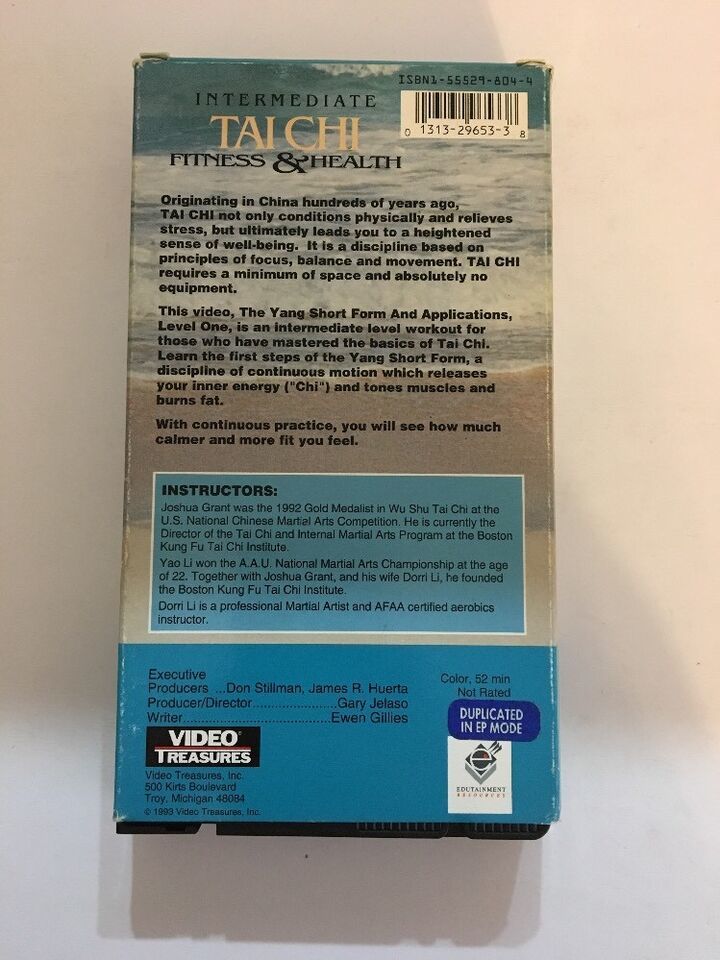 ISBN1-55529-804-4
INTERMEDIATE
TAI CHI
FITNESS & HEALTH
0 1313-29653-3 8
Originating in China hundreds of years ago,
TAI CHI not only conditions physically and relieves
stress, but ultimately leads you to a heightened
sense of well-being. It is a discipline based on
principles of focus, balance and movement. TAI CHI
requires a minimum of space and absolutely no
equipment.
This video, The Yang Short Form And Applications,
Level One, is an intermediate level workout for
those who have mastered the basics of Tai Chi.
Learn the first steps of the Yang Short Form, a
discipline of continuous motion which releases
your inner energy ("Chi") and tones muscles and
burns fat.
With continuous practice, you will see how much
calmer and more fit you feel.
INSTRUCTORS:
Joshua Grant was the 1992 Gold Medalist in Wu Shu Tai Chi at the
U.S. National Chinese Martial Arts Competition. He is currently the
Director of the Tai Chi and Internal Martial Arts Program at the Boston
Kung Fu Tai Chi Institute.
Yao Li won the A.A.U. National Martial Arts Championship at the age
of 22. Together with Joshua Grant, and his wife Dorri Li, he founded
the Boston Kung Fu Tai Chi Institute.
Dorri Li is a professional Martial Artist and AFAA certified aerobics
instructor.
Executive
Producers ...Don Stillman, James R. Huerta
Producer/Director.....................Gary Jelaso
Writer............................Ewen Gillies
Color, 52 min
Not Rated
DUPLICATED
IN EP MODE
VIDEO®
TREASURES
EDUTAINMENT
RESOURCES
Video Treasures, Inc.
500 Kirts Boulevard
Troy, Michigan 48084
© 1993 Video Treasures, Inc.